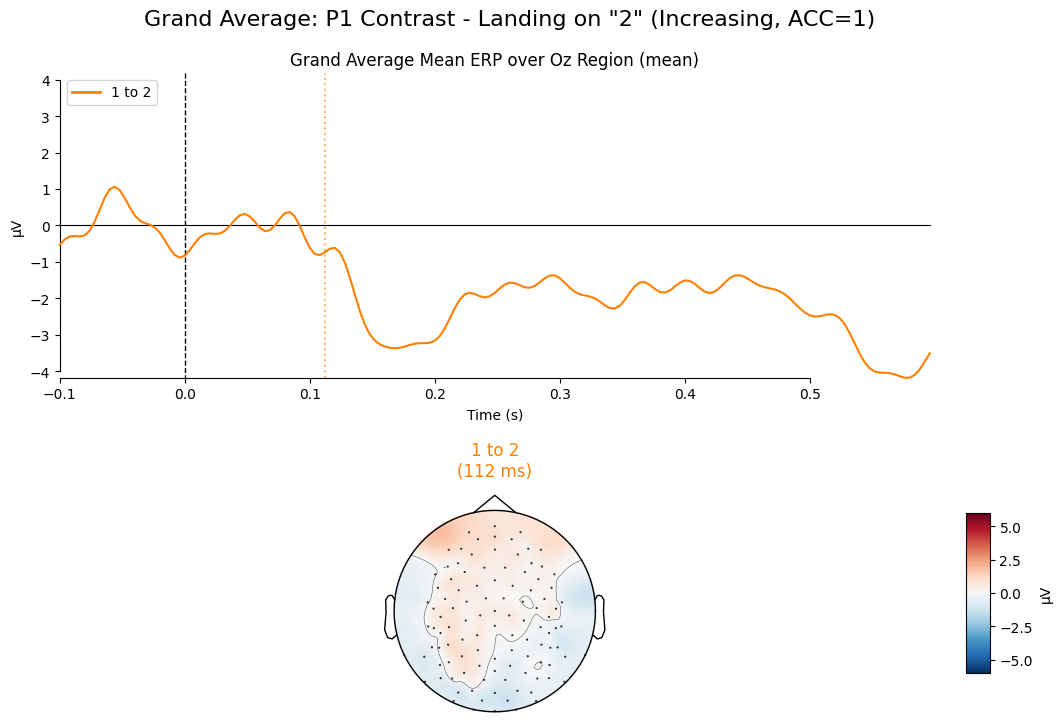 Grand Average: P1 Contrast - Landing on "2" (Increasing, ACC=1)
Grand Average Mean ERP over Oz Region (mean)
1 to 2
4
3
2
1
0
−1
−2
−3
−4
µV
−0.1
0.0
0.1
0.2
0.3
0.4
0.5
Time (s)
1 to 2
(112 ms)
5.0
2.5
0.0
−2.5
−5.0
µV